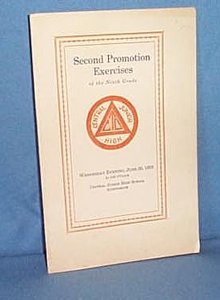 Second Promotion
Exercises
of the Ninth Grade
CENTRAL JUNIOR
HIGH
Wednesday Evening, June
Central Junior High School